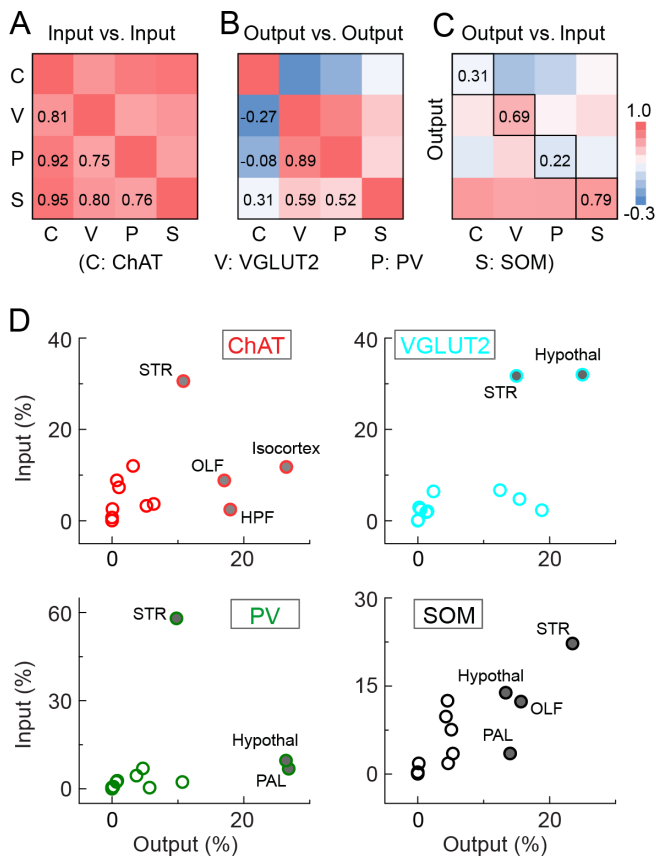 A
Input vs. Input
C
V
0.81
P
0.92 0.75
S
0.95 0.80 0.76
C V P S
B
Output vs. Output
-0.27
-0.08 0.89
0.31 0.59 0.52
C V P S
C
Output vs. Input
Output
0.31
0.69
0.22
0.79
C V P S
1.0
-0.3
(C: ChAT V: VGLUT2 P: PV S: SOM)
D
ChAT
Input (%)
40
20
0
0 20
STR
OLF
Isocortex
HPF
VGLUT2
40
20
0
0 20
Hypothal
STR
PV
Input (%)
60
30
0
0 20
Output (%)
STR
Hypothal
PAL
SOM
30
15
0
0 20
Output (%)
STR
Hypothal
OLF
PAL